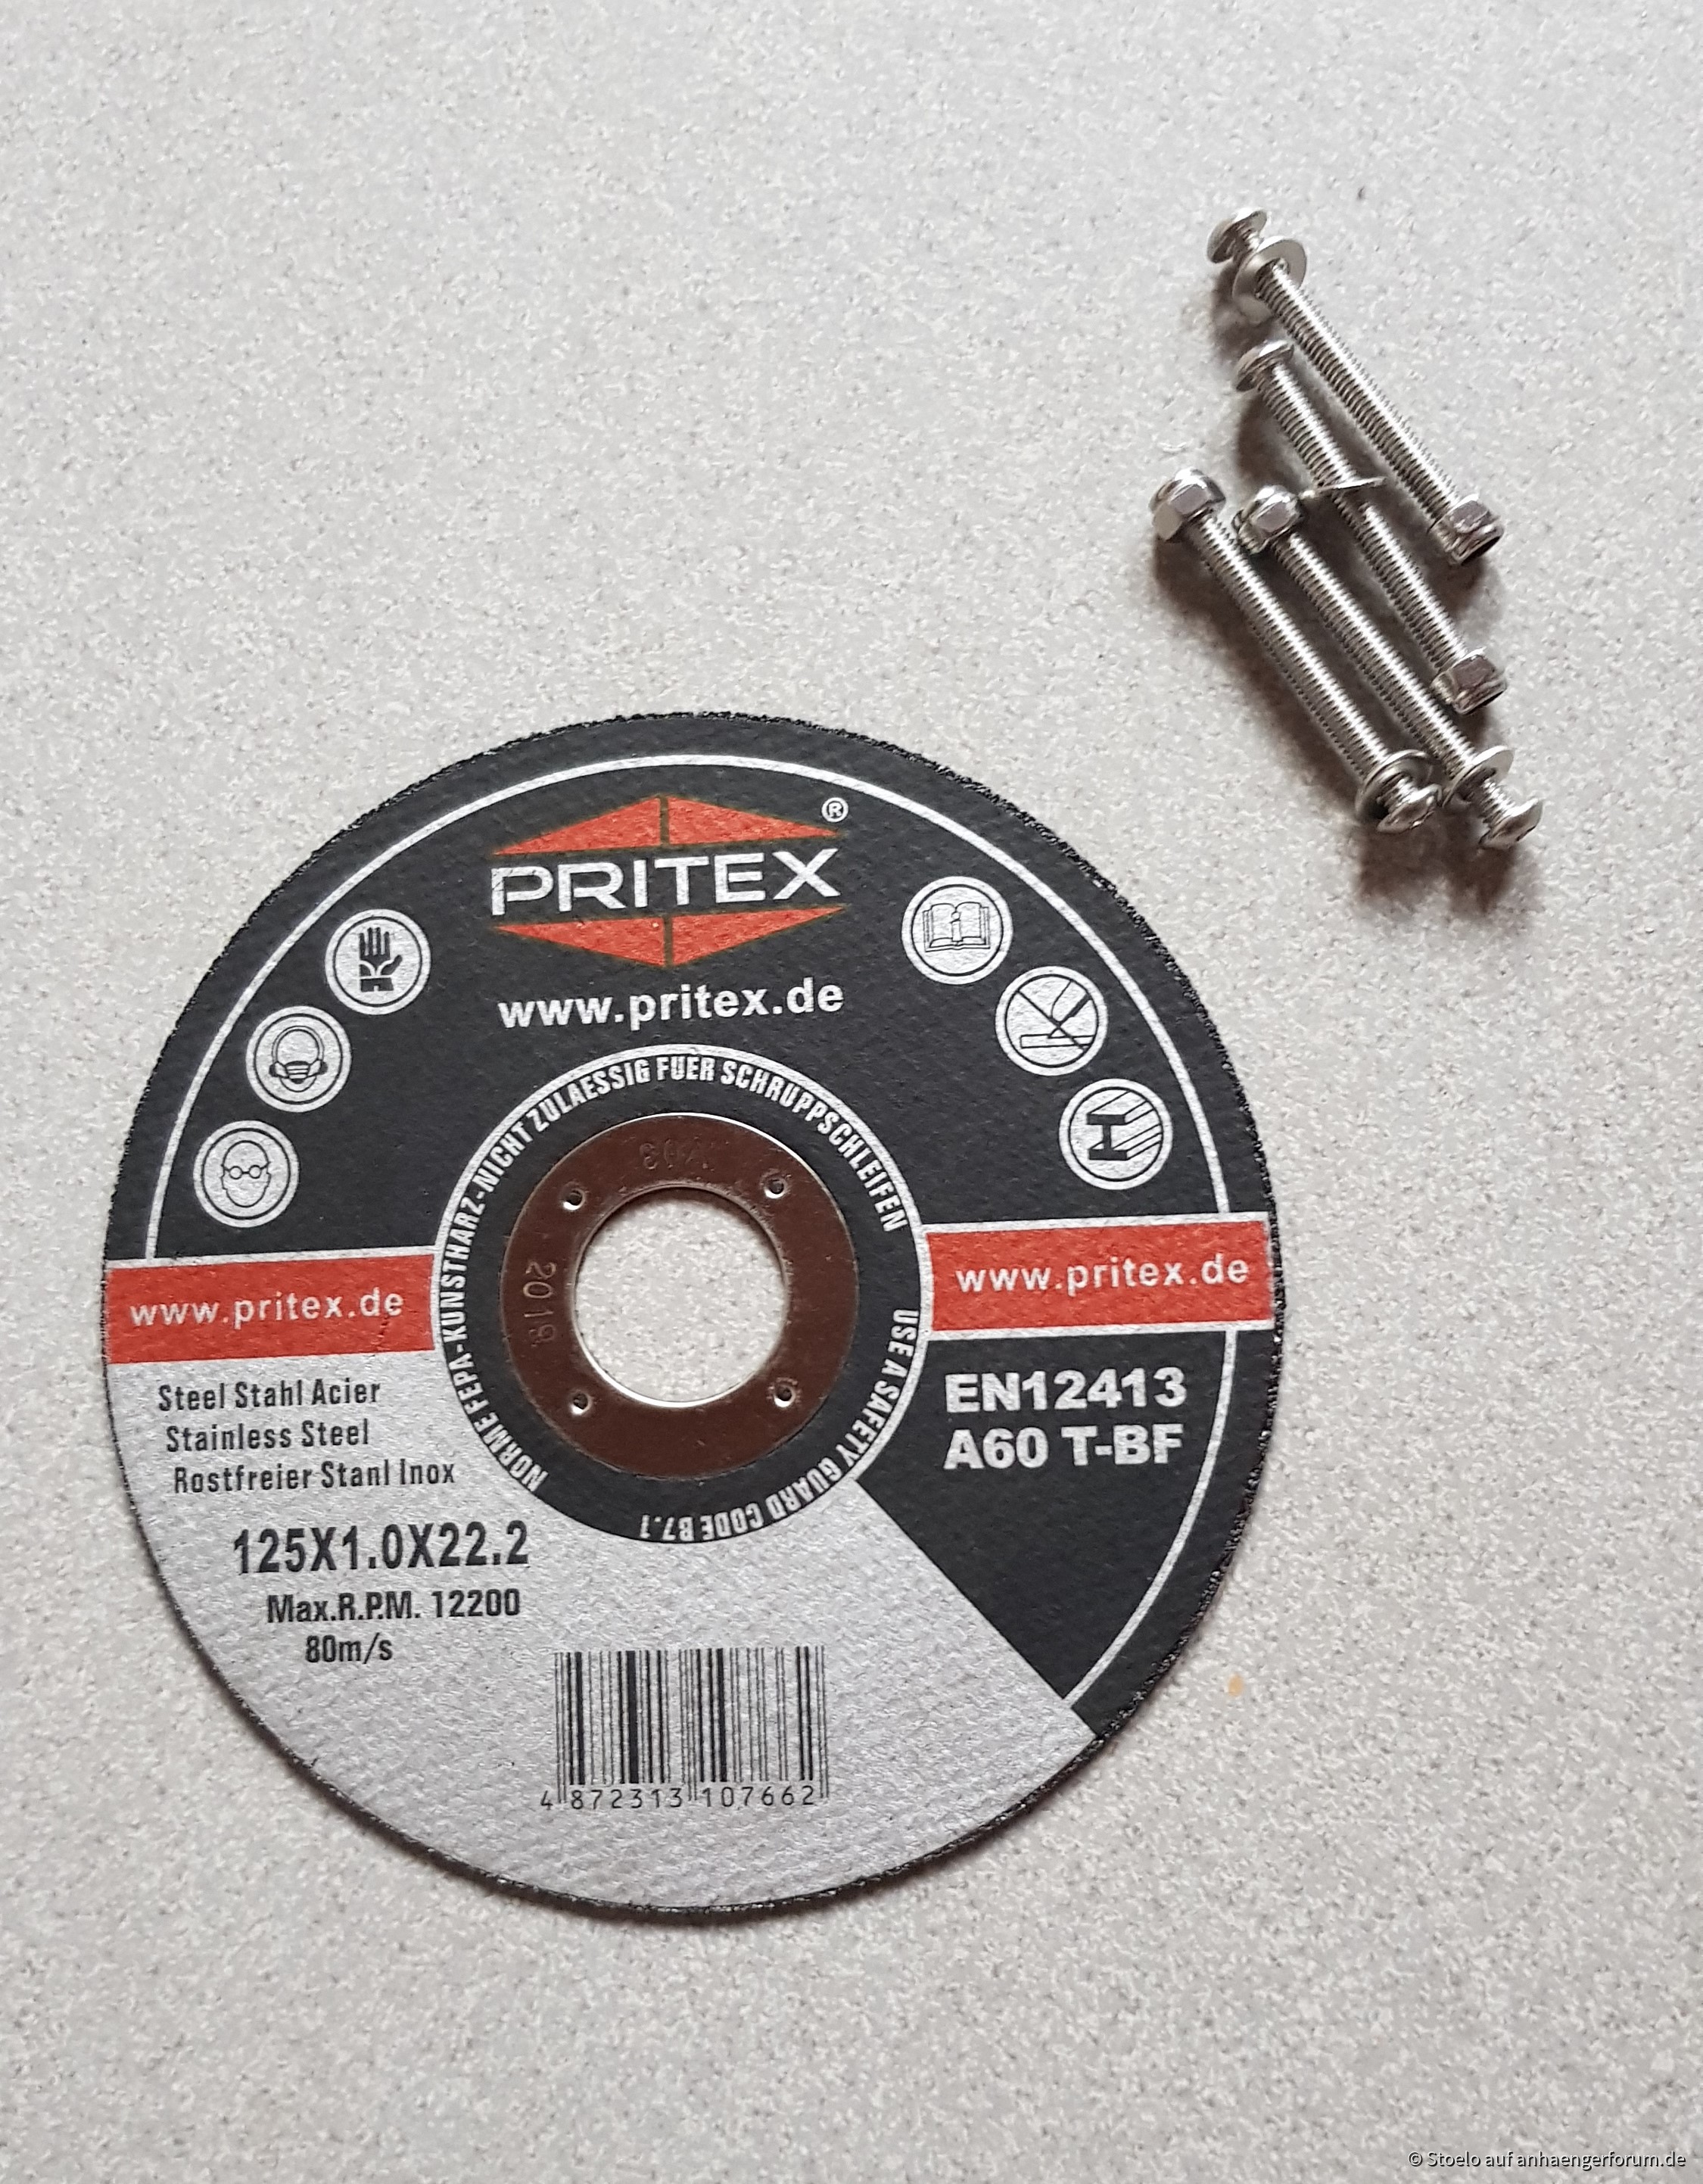 PRITEX®
www.pritex.de
NORME FEPA-KUNSTHARZ-NICHT ZULAESSIG FUER SCHRUPPSCHLEIFEN
USE A SAFETY GUARD CODE B7.1
2019
www.pritex.de
www.pritex.de
Steel Stahl Acier
Stainless Steel
Rostfreier Stanl Inox
125X1.0X22.2
Max.R.P.M. 12200
80m/s
EN12413
A60 T-BF
4 872313 107662
© Stoelo auf anhaengerforum.de